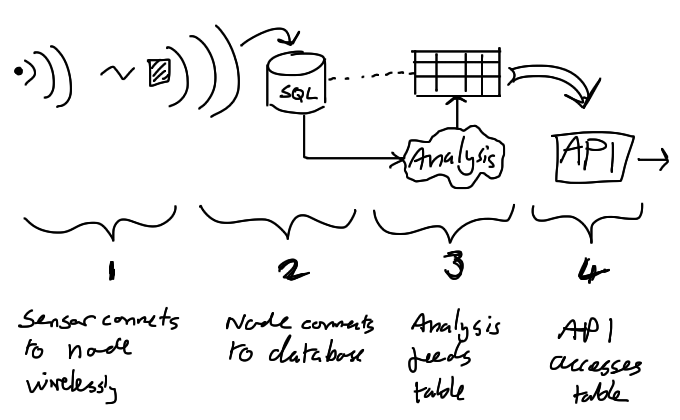 SQL
Analysis
API
1
2
3
4
Sensor connects
to node
wirelessly
Node connects
to database
Analysis
feeds
table
API
accesses
table